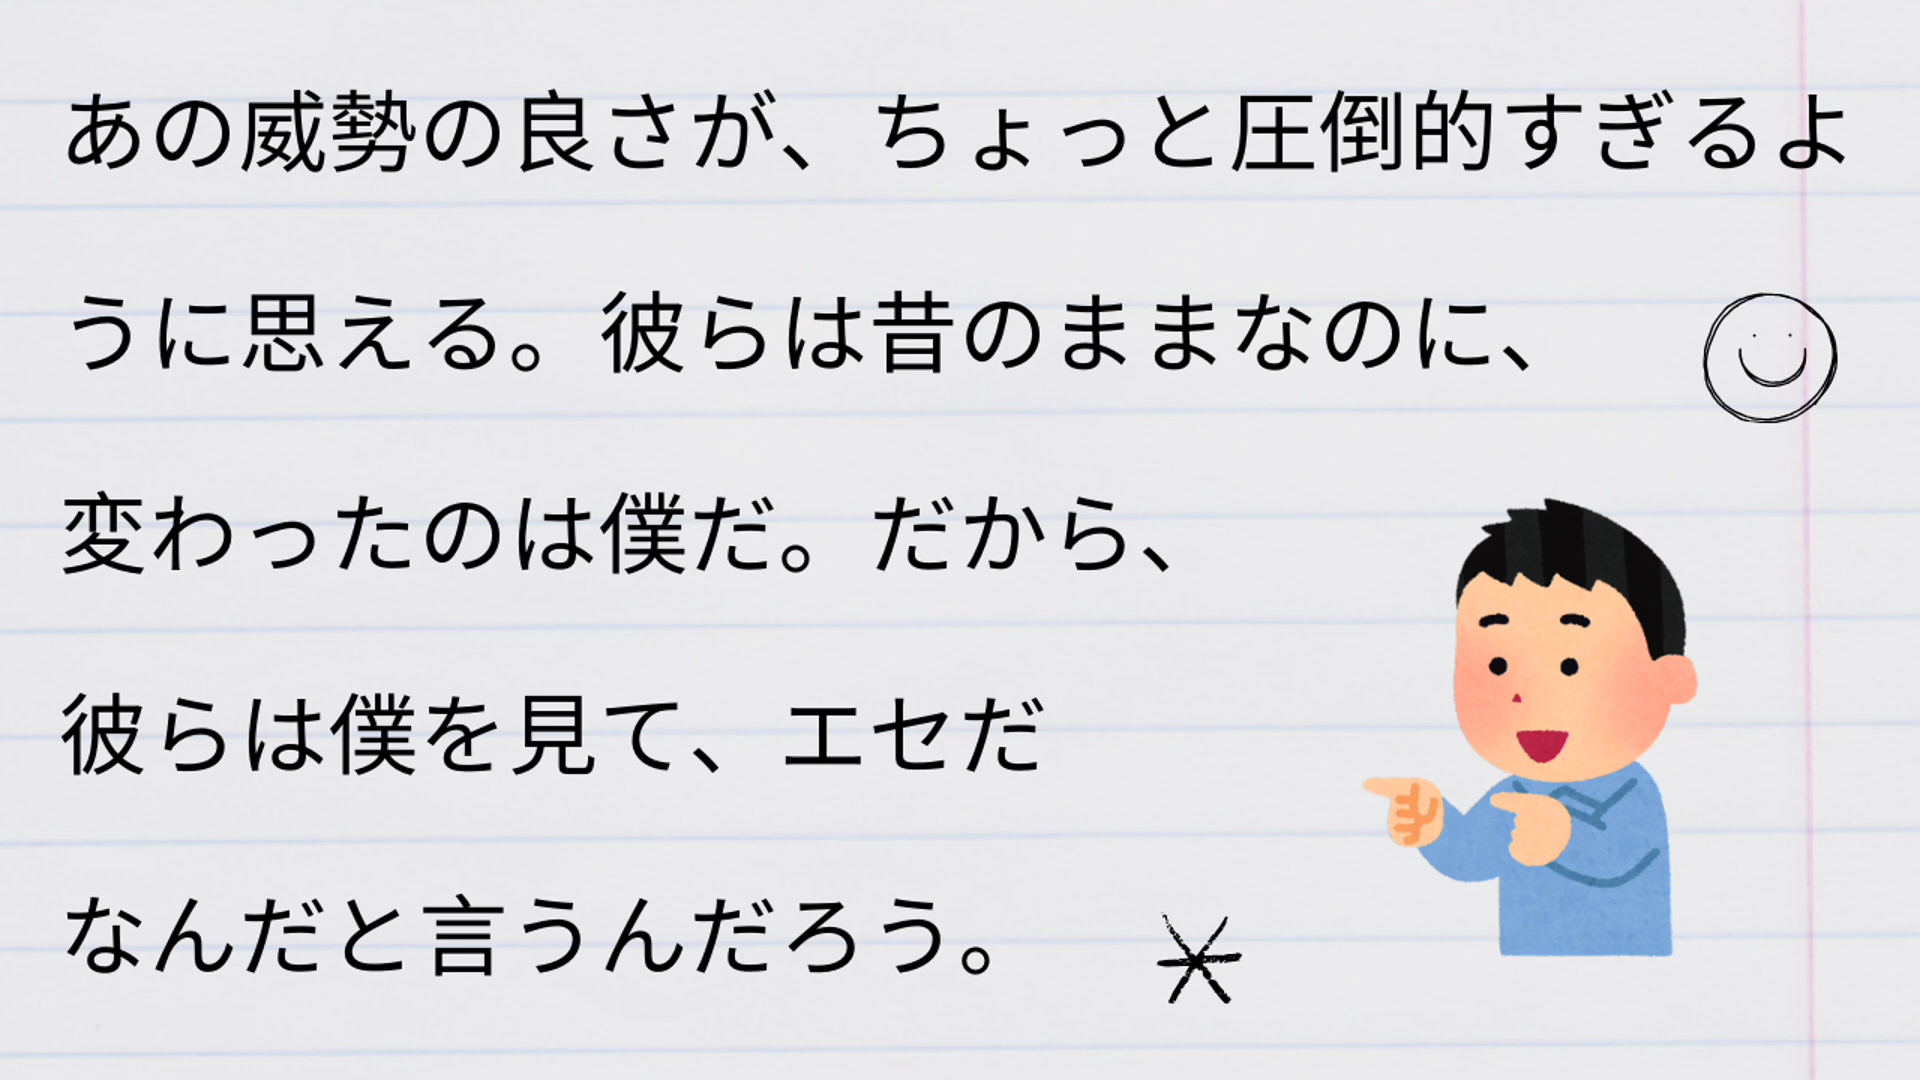 あの威勢の良さが、ちょっと圧倒的すぎるよ
うに思える。彼らは昔のままなのに、
変わったのは僕だ。だから、
彼らは僕を見て、エセだ
なんだと言うんだろう。